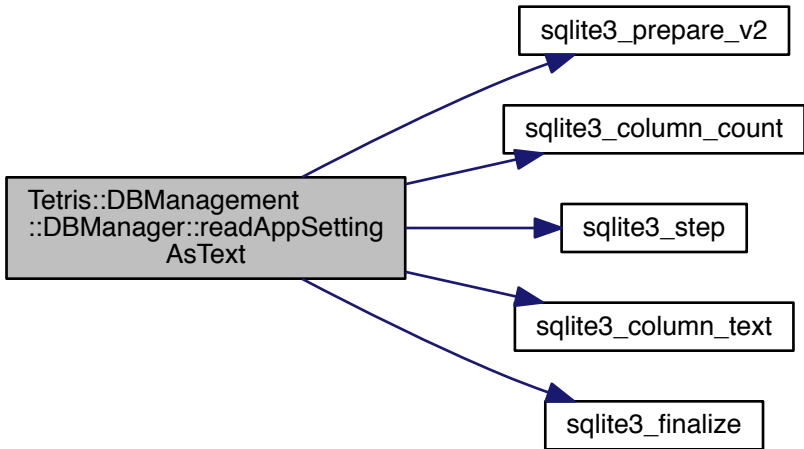 Tetris::DBManagement
::DBManager::readAppSetting
AsText
sqlite3_prepare_v2
sqlite3_column_count
sqlite3_step
sqlite3_column_text
sqlite3_finalize